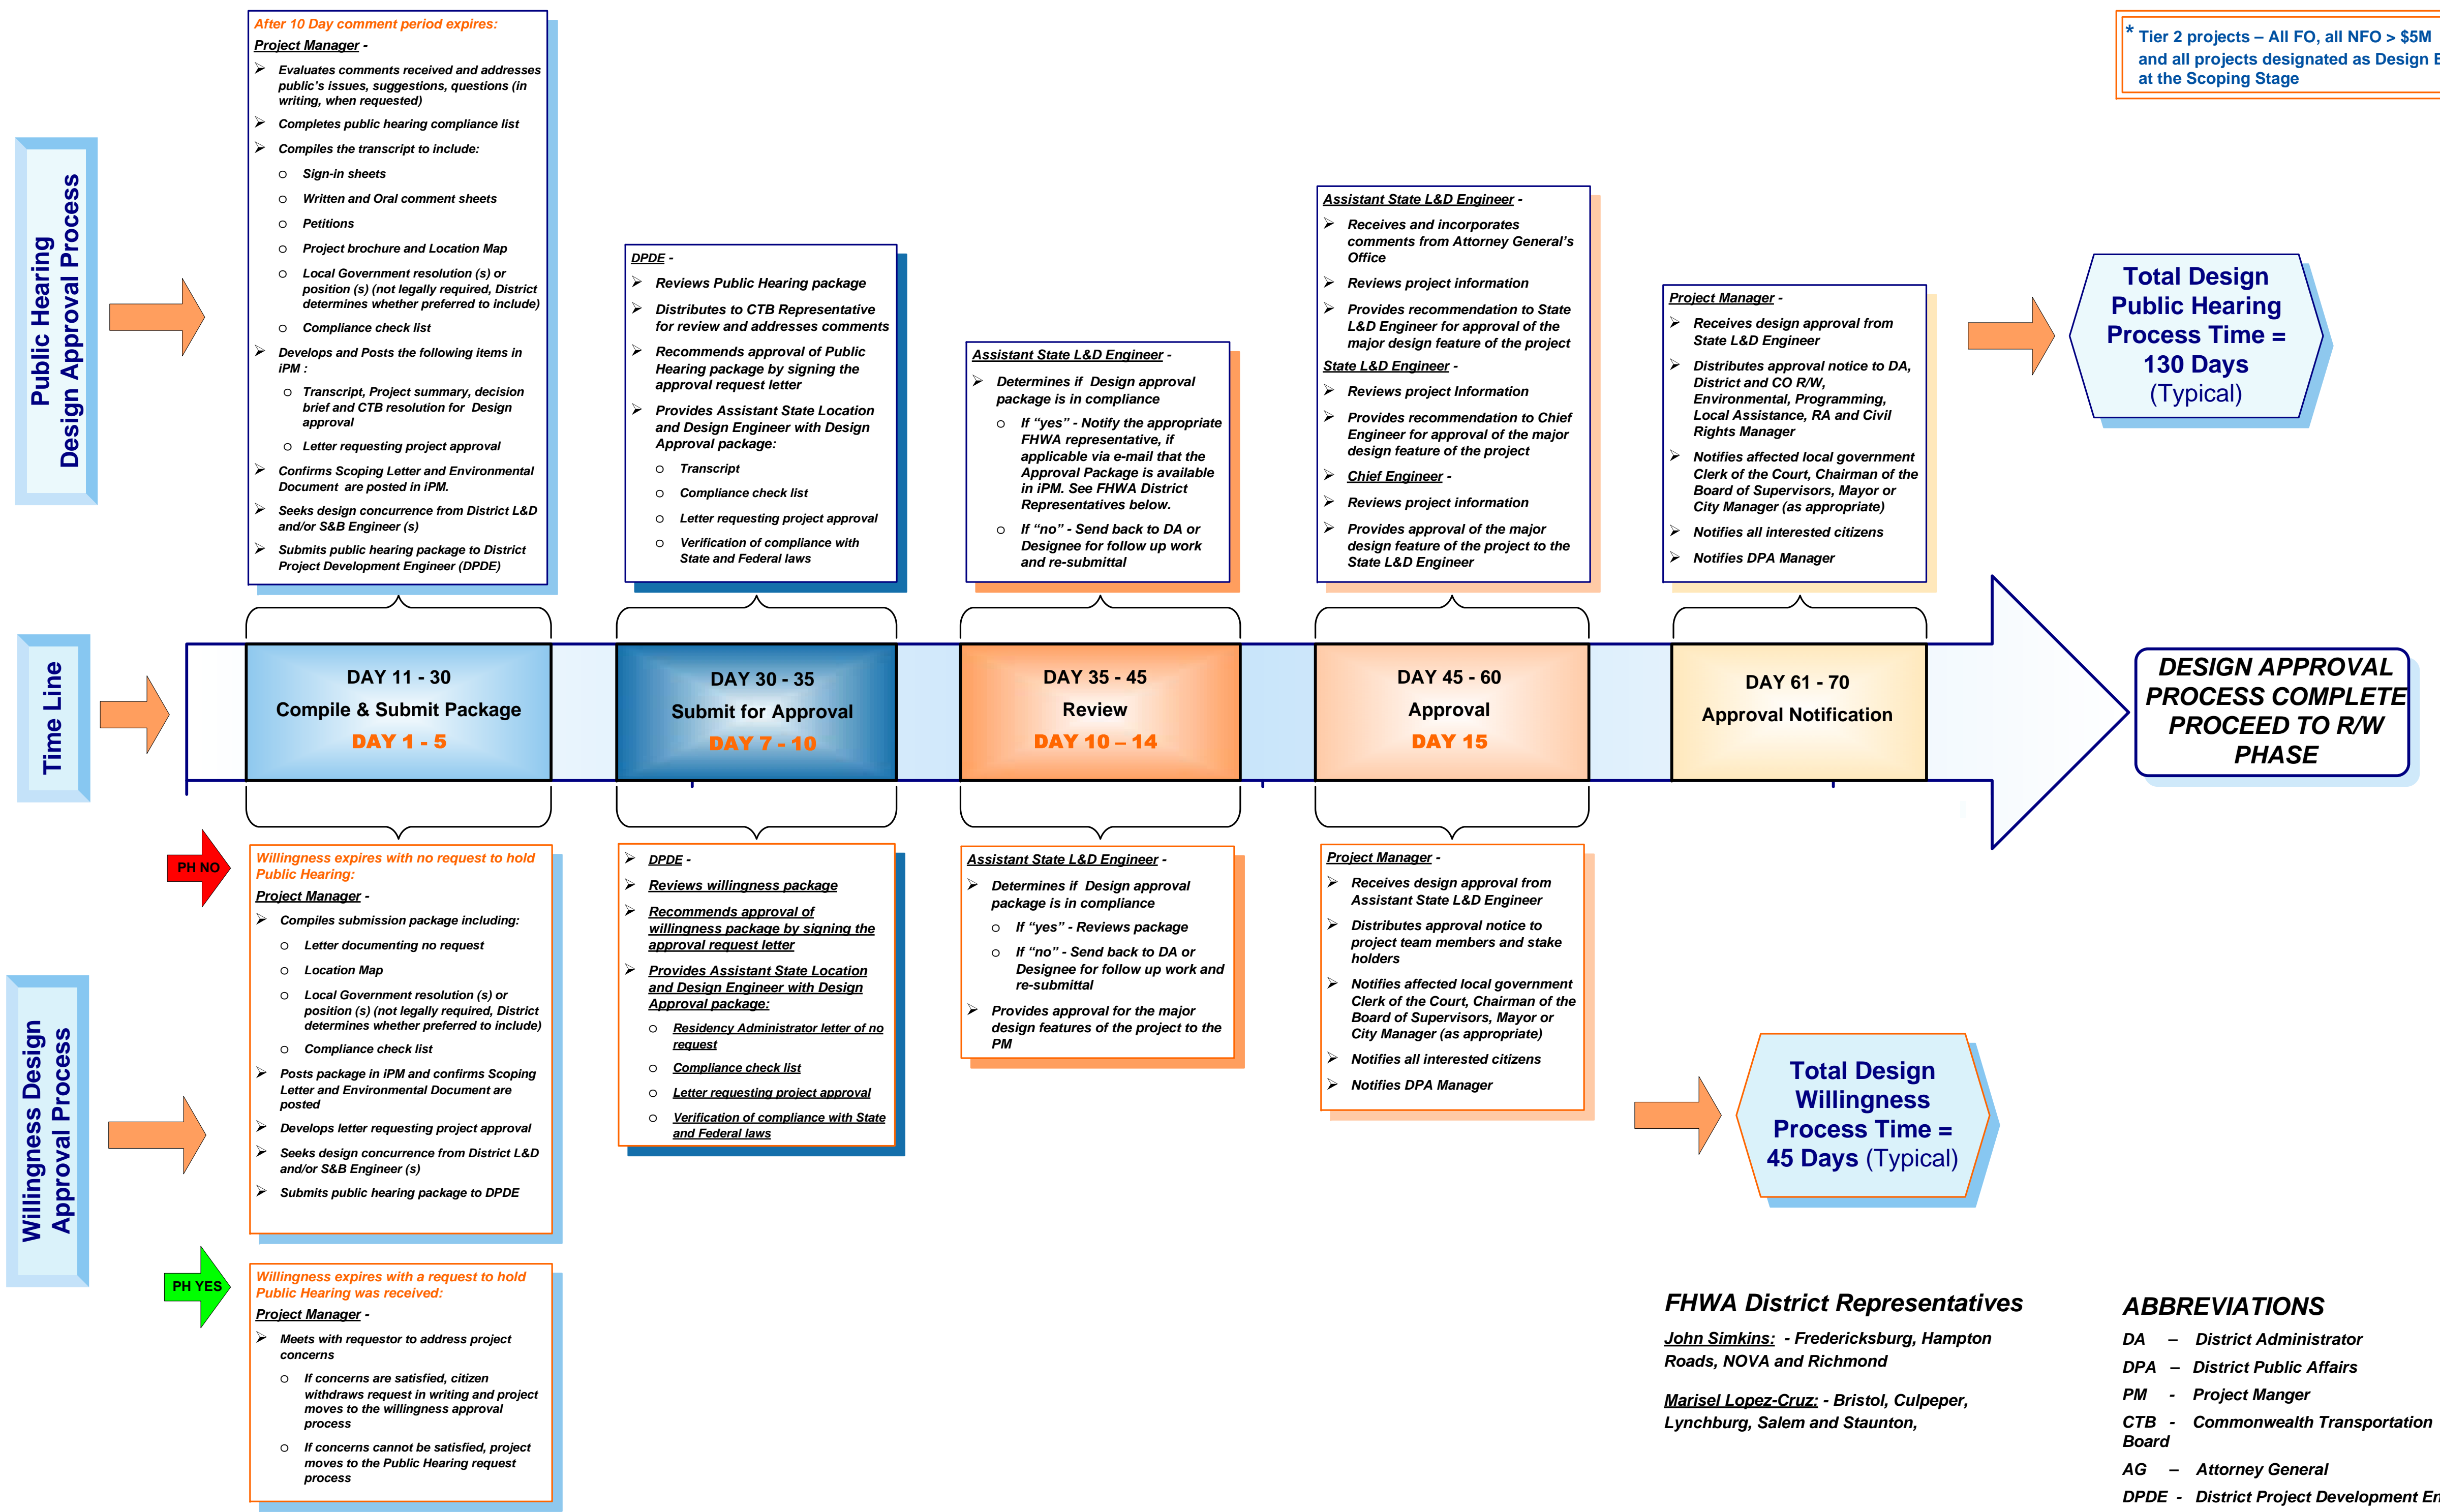 After 10 Day comment period expires:
Project Manager -
➢ Evaluates comments received and addresses
public's issues, suggestions, questions (in
writing, when requested)
➢ Completes public hearing compliance list
➢ Compiles the transcript to include:
o Sign-in sheets
o Written and Oral comment sheets
o Petitions
o Project brochure and Location Map
o Local Government resolution (s) or
position (s) (not legally required, District
determines whether preferred to include)
o Compliance check list
➢ Develops and Posts the following items in
iPM :
o Transcript, Project summary, decision
brief and CTB resolution for Design
approval
o Letter requesting project approval
➢ Confirms Scoping Letter and Environmental
Document are posted in iPM.
➢ Seeks design concurrence from District L&D
and/or S&B Engineer (s)
➢ Submits public hearing package to District
Project Development Engineer (DPDE)
* Tier 2 projects – All FO, all NFO > $5M
and all projects designated as Design
at the Scoping Stage
Public Hearing
Design Approval Process
DPDE -
➢ Reviews Public Hearing package
➢ Distributes to CTB Representative
for review and addresses comments
➢ Recommends approval of Public
Hearing package by signing the
approval request letter
➢ Provides Assistant State Location
and Design Engineer with Design
Approval package:
o Transcript
o Compliance check list
o Letter requesting project approval
o Verification of compliance with
State and Federal laws
Assistant State L&D Engineer -
➢ Determines if Design approval
package is in compliance
o If “yes” - Notify the appropriate
FHWA representative, if
applicable via e-mail that the
Approval Package is available
in iPM. See FHWA District
Representatives below.
o If “no” - Send back to DA or
Designee for follow up work
and re-submittal
Assistant State L&D Engineer -
➢ Receives and incorporates
comments from Attorney General's
Office
➢ Reviews project information
➢ Provides recommendation to State
L&D Engineer for approval of the
major design feature of the project
State L&D Engineer -
➢ Reviews project Information
➢ Provides recommendation to Chief
Engineer for approval of the major
design feature of the project
➢ Chief Engineer -
➢ Reviews project information
➢ Provides approval of the major
design feature of the project to the
State L&D Engineer
Project Manager -
➢ Receives design approval from
State L&D Engineer
➢ Distributes approval notice to DA,
District and CO R/W,
Environmental, Programming,
Local Assistance, RA and Civil
Rights Manager
➢ Notifies affected local government
Clerk of the Court, Chairman of the
Board of Supervisors, Mayor or
City Manager (as appropriate)
➢ Notifies all interested citizens
➢ Notifies DPA Manager
Total Design
Public Hearing
Process Time =
130 Days
(Typical)
Time Line
DAY 11 - 30
Compile & Submit Package
DAY 1 - 5
DAY 30 - 35
Submit for Approval
DAY 7 - 10
DAY 35 - 45
Review
DAY 10 – 14
DAY 45 - 60
Approval
DAY 15
DAY 61 - 70
Approval Notification
DESIGN APPROVAL
PROCESS COMPLETE
PROCEED TO R/W
PHASE
Willingness Design
Approval Process
PH NO
Willingness expires with no request to hold
Public Hearing:
Project Manager -
➢ Compiles submission package including:
o Letter documenting no request
o Location Map
o Local Government resolution (s) or
position (s) (not legally required, District
determines whether preferred to include)
o Compliance check list
➢ Posts package in iPM and confirms Scoping
Letter and Environmental Document are
posted
➢ Develops letter requesting project approval
➢ Seeks design concurrence from District L&D
and/or S&B Engineer (s)
➢ Submits public hearing package to DPDE
PH YES
Willingness expires with a request to hold
Public Hearing was received:
Project Manager -
➢ Meets with requestor to address project
concerns
o If concerns are satisfied, citizen
withdraws request in writing and project
moves to the willingness approval
process
o If concerns cannot be satisfied, project
moves to the Public Hearing request
process
➢ DPDE -
➢ Reviews willingness package
➢ Recommends approval of
willingness package by signing the
approval request letter
➢ Provides Assistant State Location
and Design Engineer with Design
Approval package:
o Residency Administrator letter of no
request
o Compliance check list
o Letter requesting project approval
o Verification of compliance with State
and Federal laws
Assistant State L&D Engineer -
➢ Determines if Design approval
package is in compliance
o If “yes” - Reviews package
o If “no” - Send back to DA or
Designee for follow up work and
re-submittal
➢ Provides approval for the major
design features of the project to the
PM
Project Manager -
➢ Receives design approval from
Assistant State L&D Engineer
➢ Distributes approval notice to
project team members and stake
holders
➢ Notifies affected local government
Clerk of the Court, Chairman of the
Board of Supervisors, Mayor or
City Manager (as appropriate)
➢ Notifies all interested citizens
➢ Notifies DPA Manager
Total Design
Willingness
Process Time =
45 Days (Typical)
FHWA District Representatives
John Simkins: - Fredericksburg, Hampton
Roads, NOVA and Richmond
Marisel Lopez-Cruz: - Bristol, Culpeper,
Lynchburg, Salem and Staunton,
ABBREVIATIONS
DA – District Administrator
DPA – District Public Affairs
PM - Project Manger
CTB - Commonwealth Transportation
Board
AG – Attorney General
DPDE - District Project Development